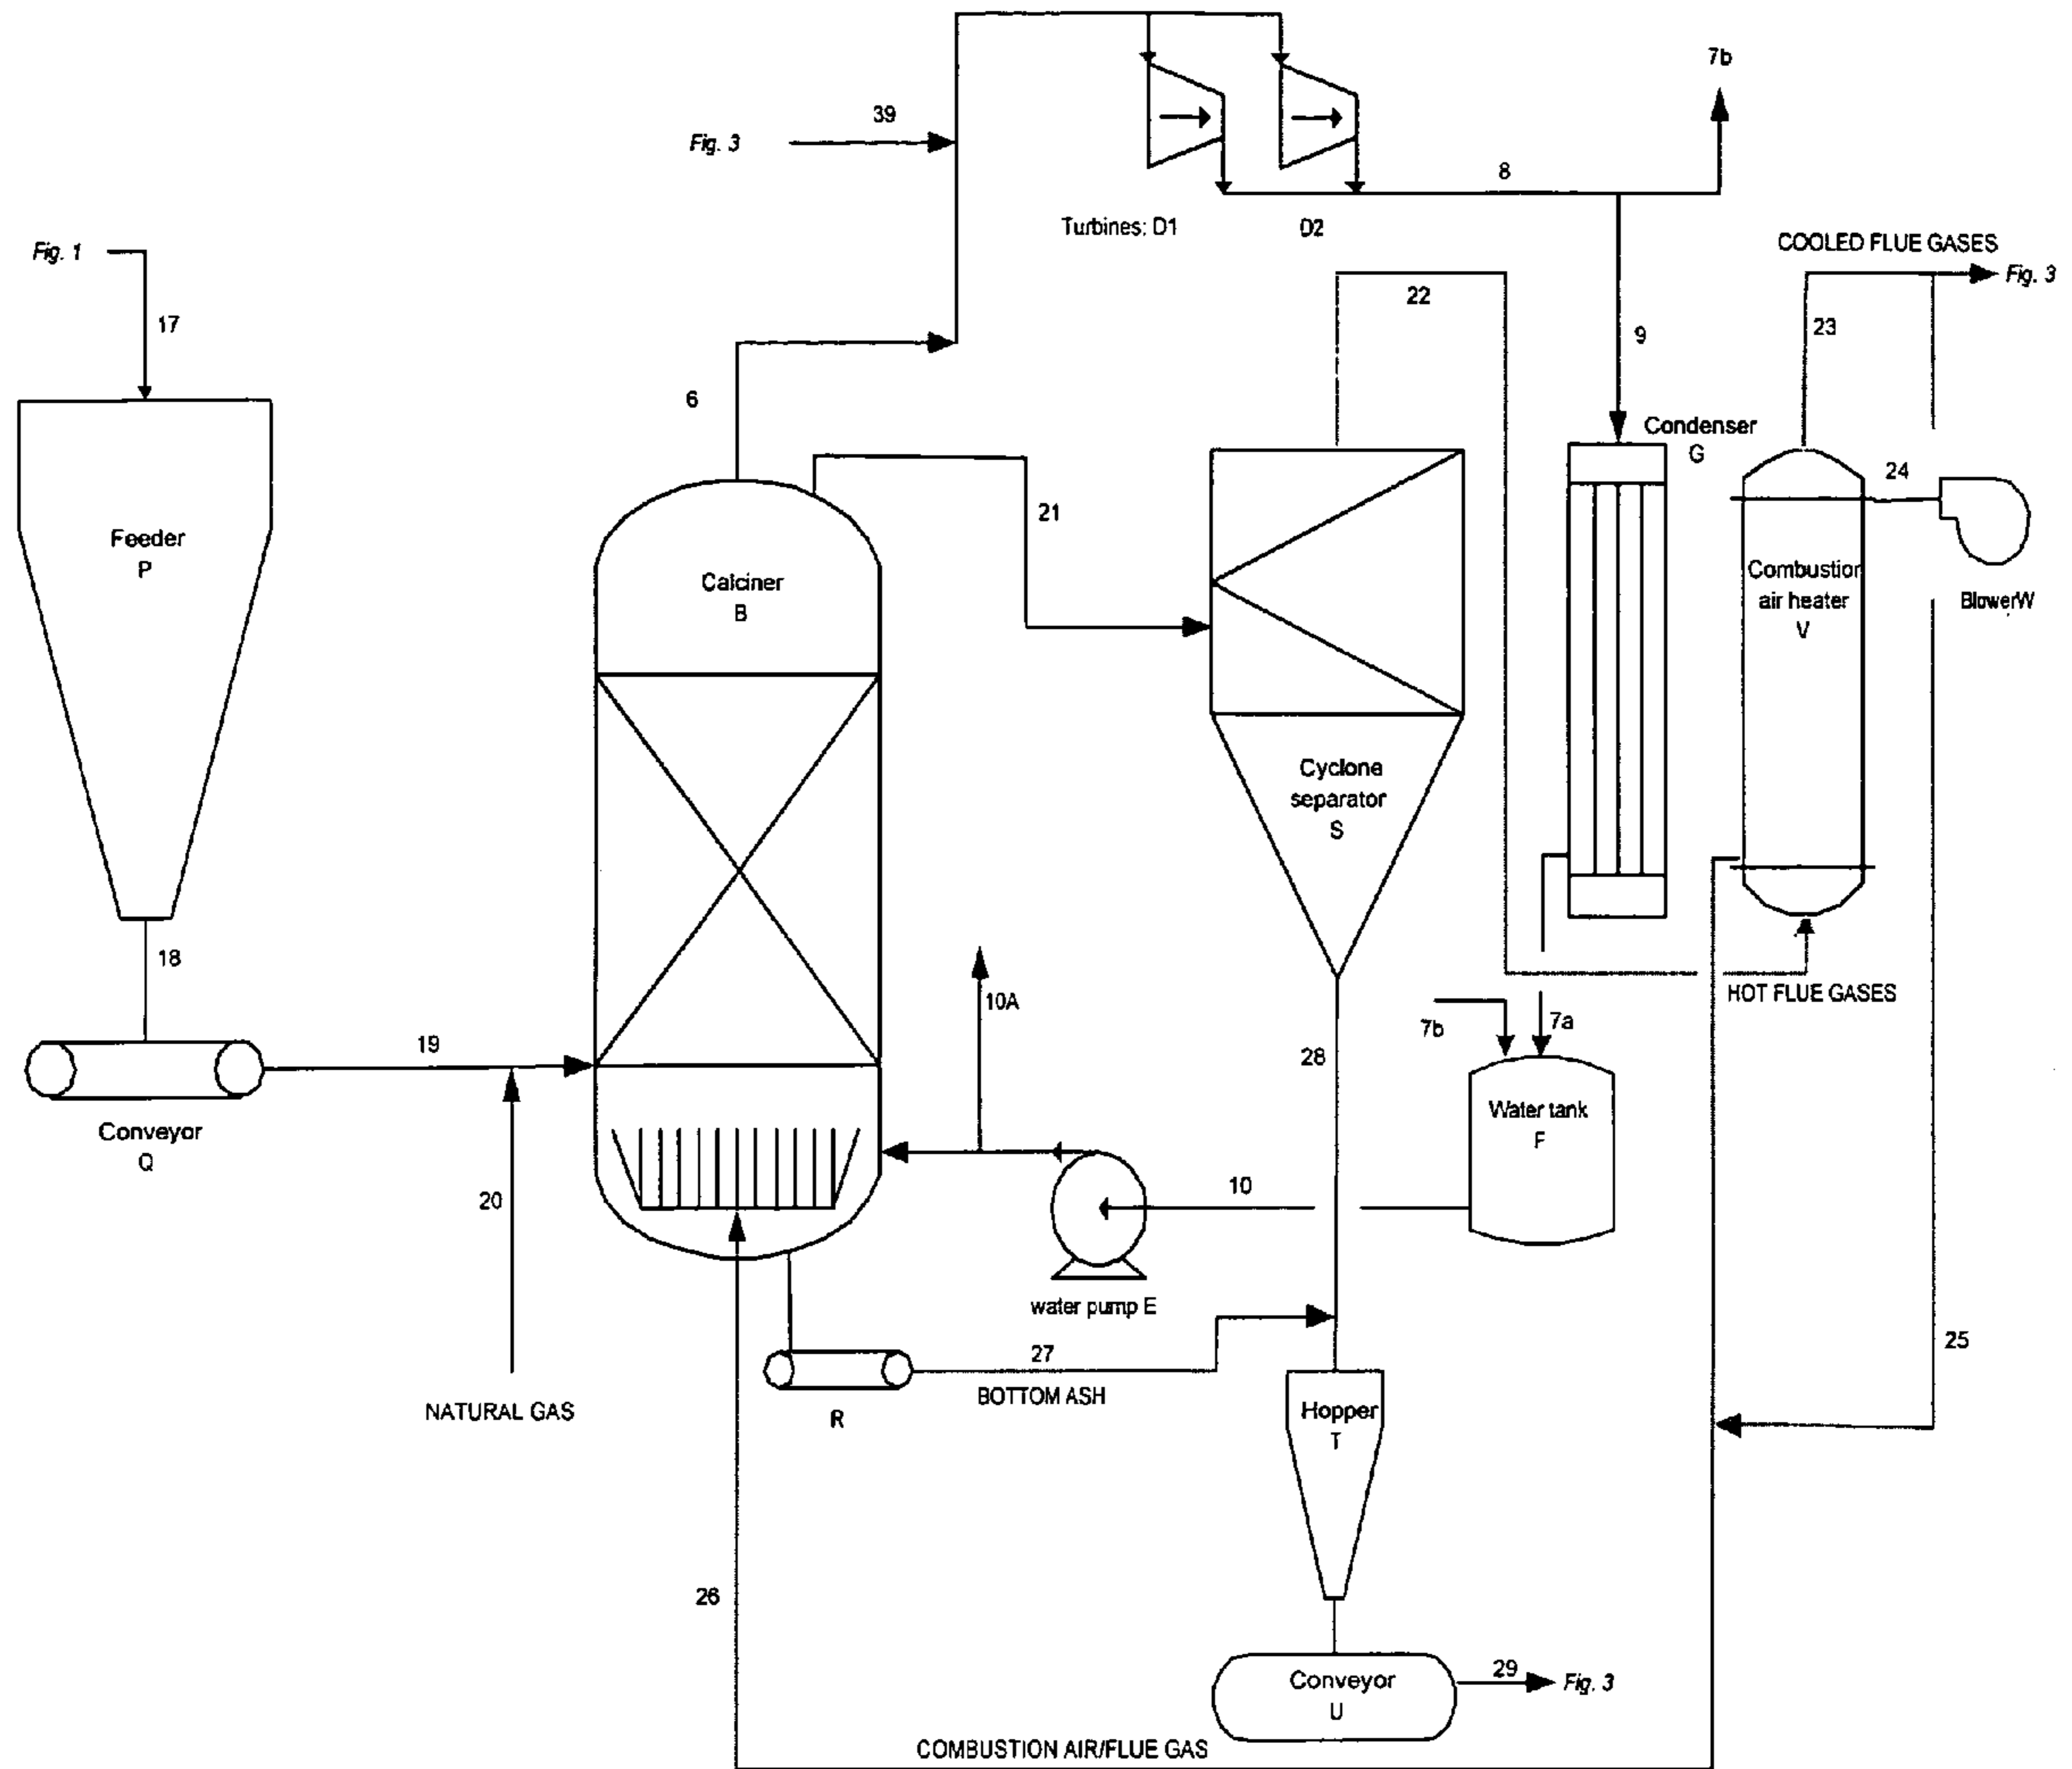 7b
39
Fig. 3
8
Turbines: D1
D2
Fig. 1
COOLED FLUE GASES
Fig. 3
22
17
23
9
6
Condenser
G
24
21
Feeder
P
Calciner
B
Combustion
air heater
V
BlowerW
Cyclone
separator
S
18
10A
HOT FLUE GASES
7b
7a
19
28
Water tank
F
Conveyor
Q
20
10
water pump E
27
25
BOTTOM ASH
NATURAL GAS
R
Hopper
T
26
Conveyor
U
29
Fig. 3
COMBUSTION AIR/FLUE GAS